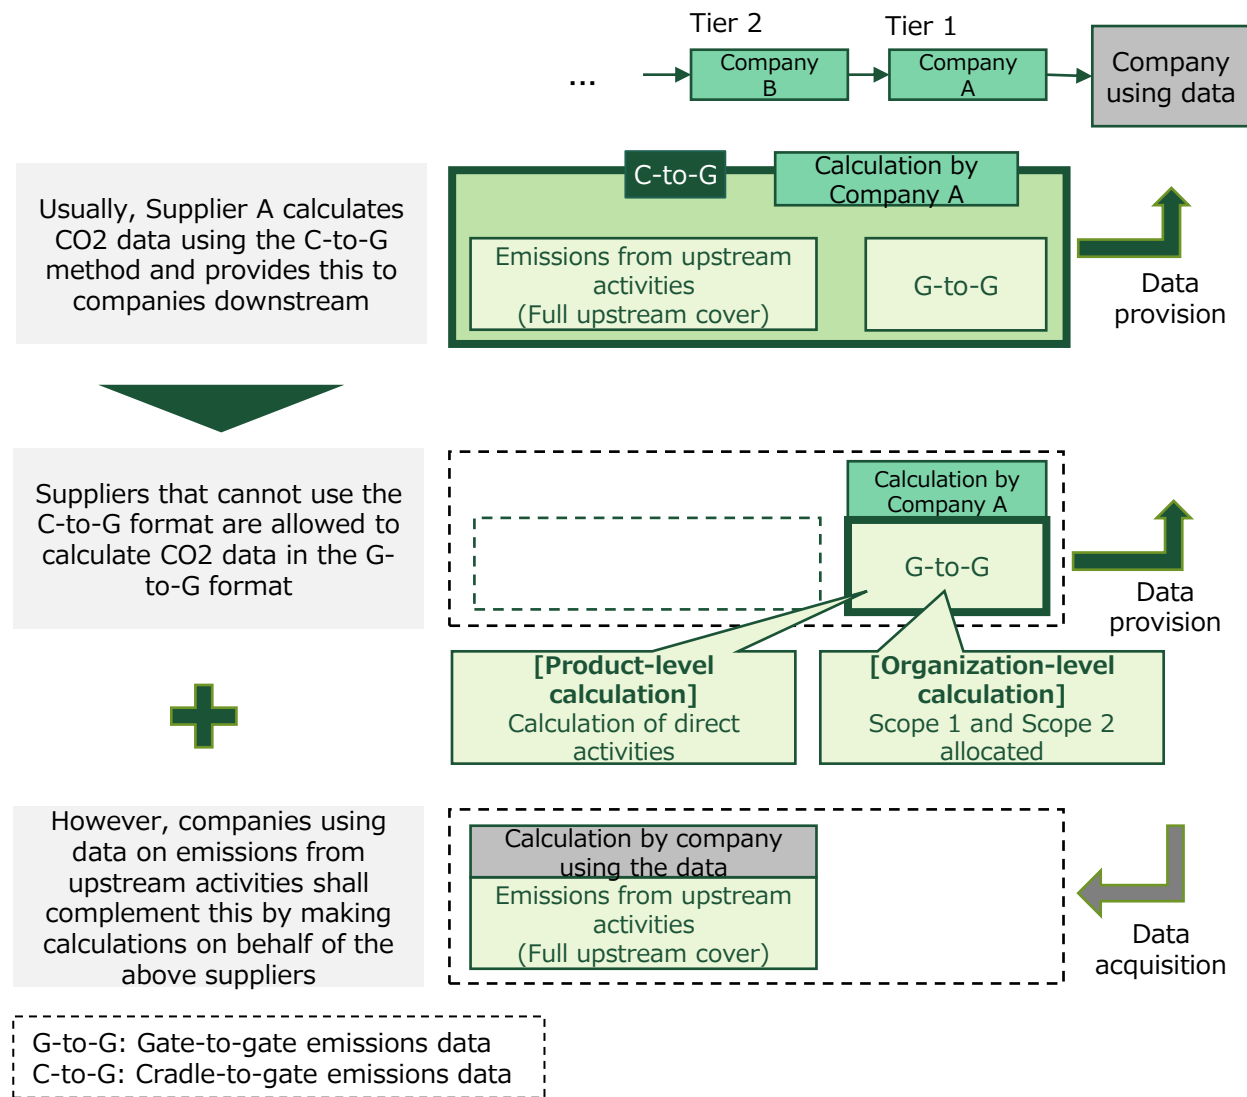 Tier 2
Tier 1
...
Company
B
Company
A
Company
using data
Usually, Supplier A calculates
CO2 data using the C-to-G
method and provides this to
companies downstream
C-to-G
Calculation by
Company A
Emissions from upstream
activities
(Full upstream cover)
G-to-G
Data
provision
Suppliers that cannot use the
C-to-G format are allowed to
calculate CO2 data in the G-
to-G format
Calculation by
Company A
G-to-G
Data
provision
[Product-level
calculation]
Calculation of direct
activities
[Organization-level
calculation]
Scope 1 and Scope 2
allocated
However, companies using
data on emissions from
upstream activities shall
complement this by making
calculations on behalf of the
above suppliers
Calculation by company
using the data
Emissions from upstream
activities
(Full upstream cover)
Data
acquisition
G-to-G: Gate-to-gate emissions data
C-to-G: Cradle-to-gate emissions data